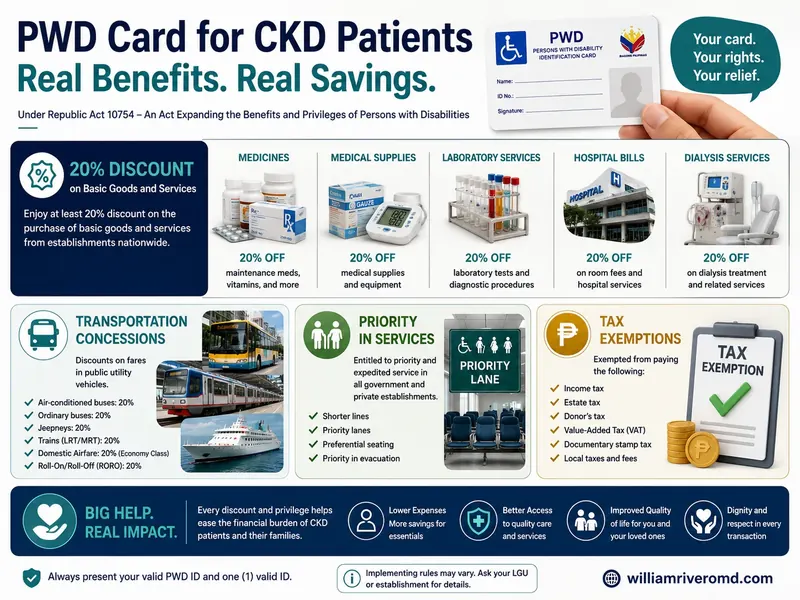 PWD Card for CKD Patients
Real Benefits. Real Savings.
Under Republic Act 10754 – An Act Expanding the Benefits and Privileges of Persons with Disabilities
PWD
PERSONS WITH DISABILITY
IDENTIFICATION CARD
Name:
ID No.:
Signature:
Your card.
Your rights.
Your relief.
20% DISCOUNT
on Basic Goods and Services
Enjoy at least 20% discount on the
purchase of basic goods and services
from establishments nationwide.
MEDICINES
Rx
20% OFF
maintenance meds,
vitamins, and more
MEDICAL SUPPLIES
GAUZE
20% OFF
medical supplies
and equipment
LABORATORY SERVICES
20% OFF
laboratory tests and
diagnostic procedures
HOSPITAL BILLS
HOSPITAL
H
20% OFF
on room fees and
hospital services
DIALYSIS SERVICES
20% OFF
on dialysis treatment
and related services
TRANSPORTATION
CONCESSIONS
Discounts on fares
in public utility
vehicles.
Air-conditioned buses: 20%
Ordinary buses: 20%
Jeepneys: 20%
Trains (LRT/MRT): 20%
Domestic Airfare: 20% (Economy Class)
Roll-On/Roll-Off (RORO): 20%
PRIORITY
IN SERVICES
Entitled to priority and
expedited service in
all government and
private establishments.
Shorter lines
Priority lanes
Preferential seating
Priority in evacuation
PRIORITY
LANE
₱
TAX
EXEMPTIONS
Exempted from paying
the following:
Income tax
Estate tax
Donor's tax
Value-Added Tax (VAT)
Documentary stamp tax
Local taxes and fees
TAX
EXEMPTION
₱
BIG HELP.
REAL IMPACT.
Every discount and privilege helps
ease the financial burden of CKD
patients and their families.
Lower Expenses
More savings for
essentials
Better Access
to quality care
and services
Improved Quality
of life for you and
your loved ones
Dignity and
respect in every
transaction
Always present your valid PWD ID and one (1) valid ID.
Implementing rules may vary. Ask your LGU
or establishment for details.
williamriveromd.com